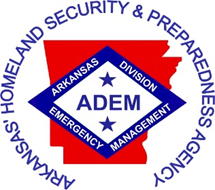 ARKANSAS' HOMELAND SECURITY & PREPAREDNESS AGENCY
ARKANSAS DIVISION
ADEM
EMERGENCY MANAGEMENT